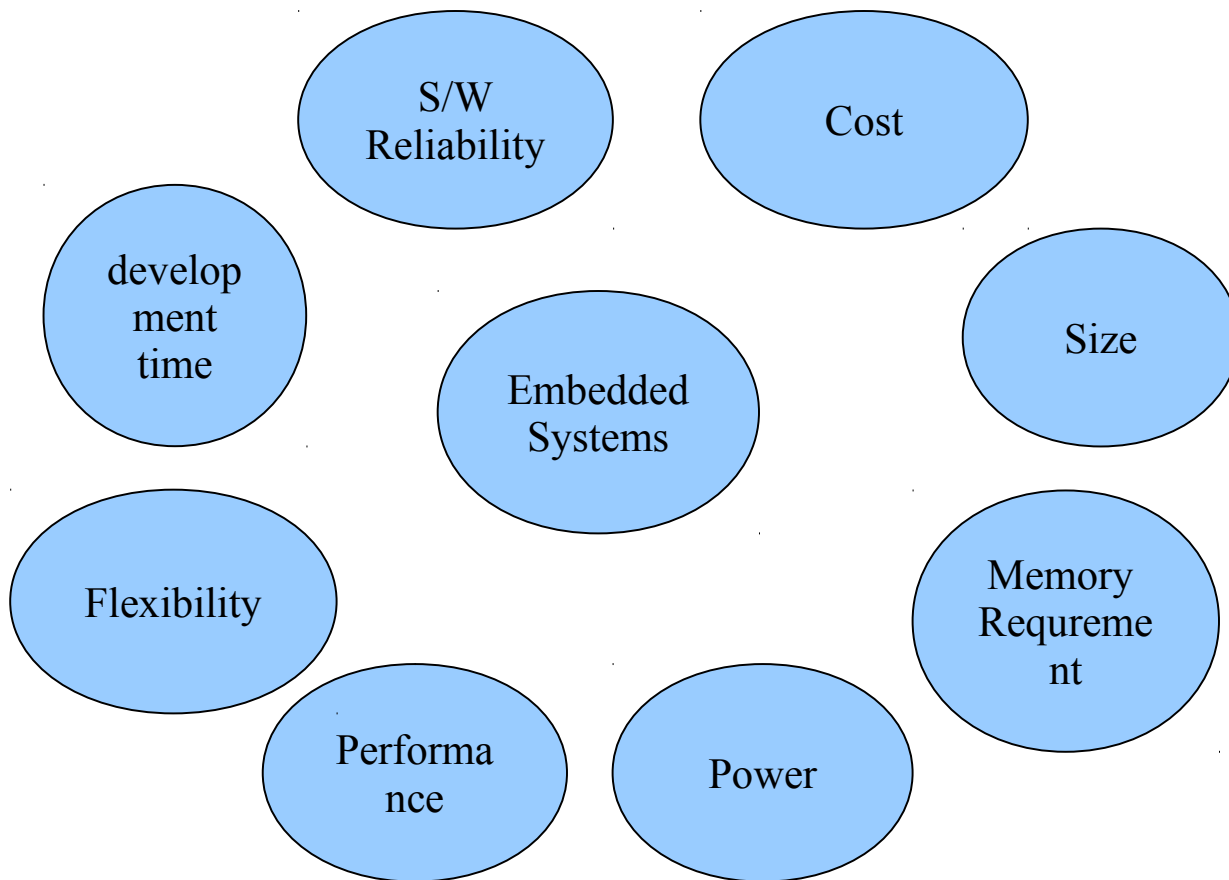 S/W
Reliability
Cost
develop
ment
time
Size
Embedded
Systems
Flexibility
Memory
Requreme
nt
Performa
nce
Power